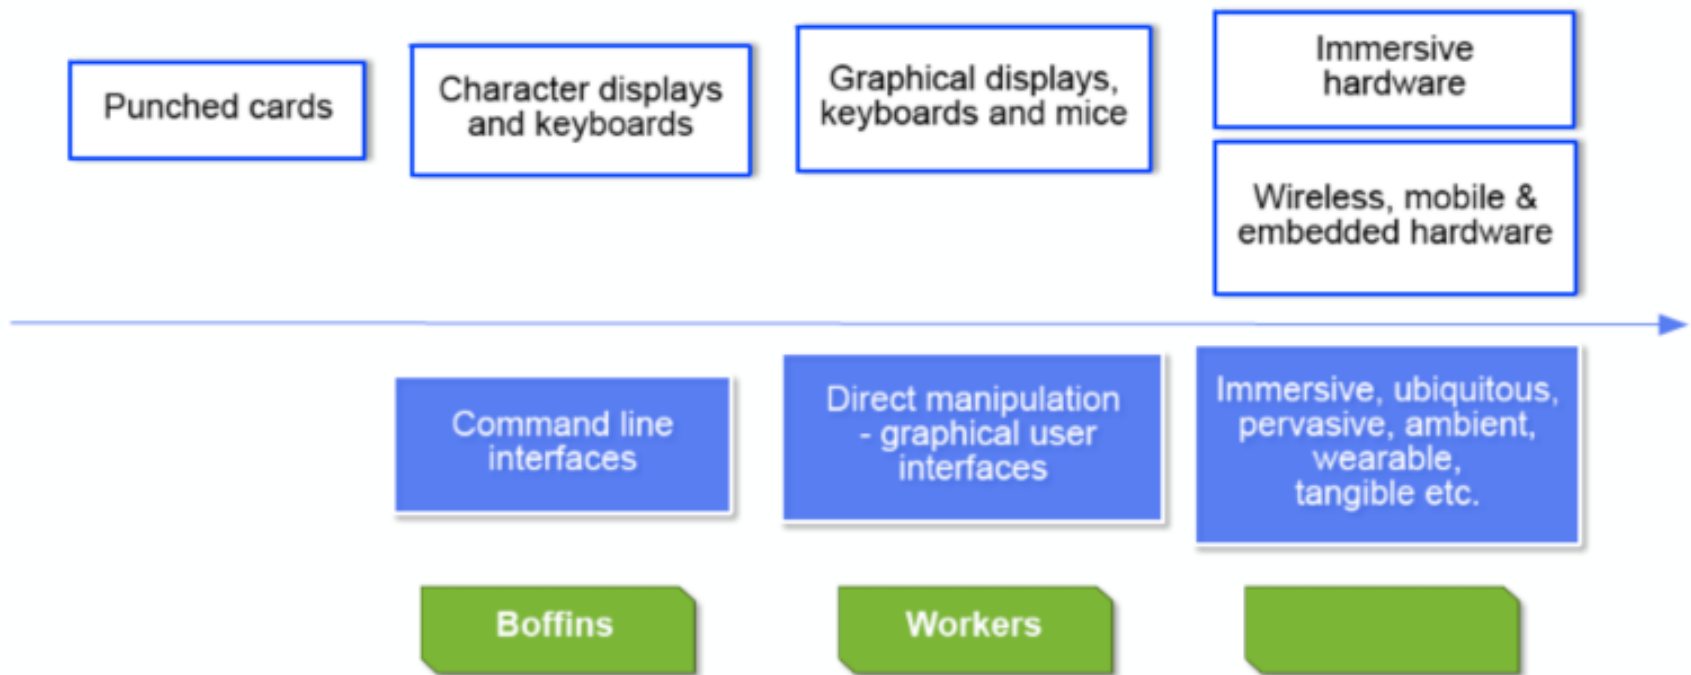 Punched cards
Character displays
and keyboards
Graphical displays,
keyboards and mice
Immersive
hardware
Wireless, mobile &
embedded hardware
Command line
interfaces
Direct manipulation
- graphical user
interfaces
Immersive, ubiquitous,
pervasive, ambient,
wearable,
tangible etc.
Boffins
Workers